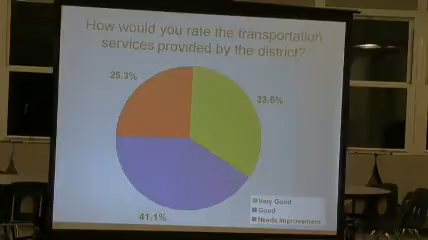 How would you rate the transportation
services provided by the district?
25.3%
33.6%
41.1%
Very Good
Good
Needs Improvement